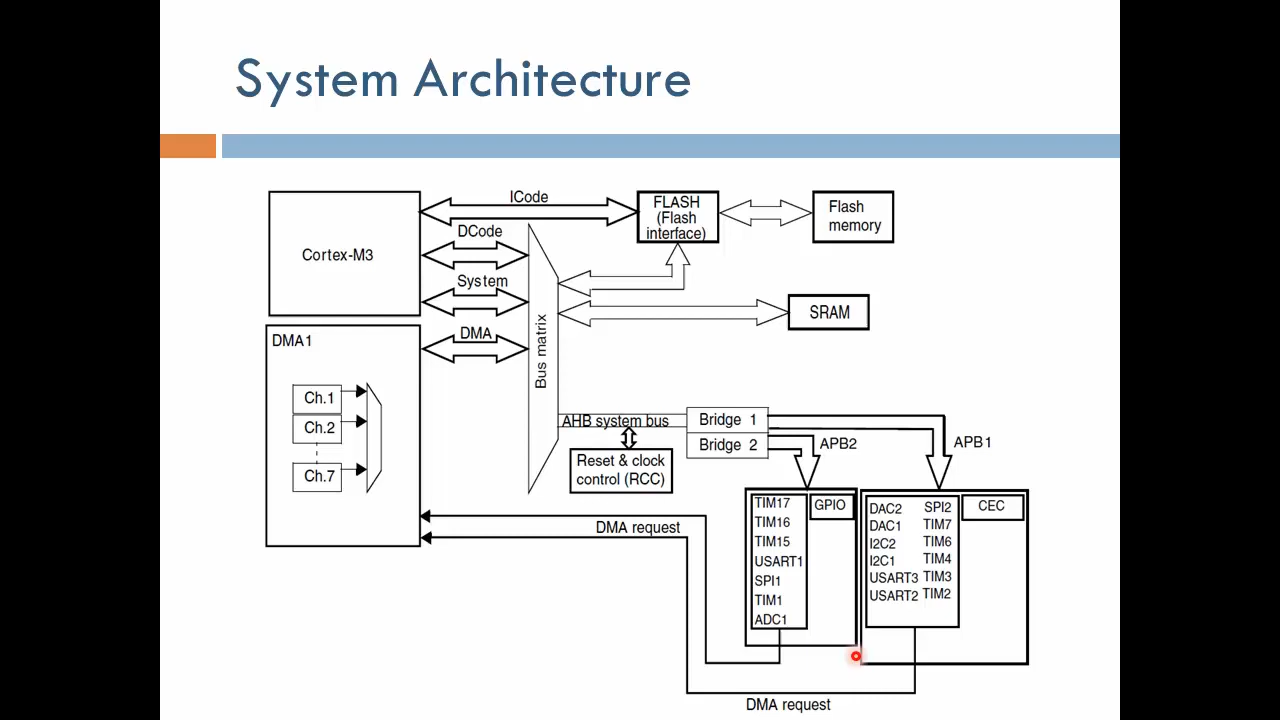 System Architecture
ICode
FLASH
(Flash
interface)
Flash
memory
DCode
Cortex-M3
System
SRAM
DMA1
DMA
Bus matrix
Ch.1
Ch.2
Ch.7
AHB system bus
Bridge 1
Bridge 2
APB2
APB1
Reset & clock
control (RCC)
TIM17
TIM16
TIM15
USART1
SPI1
TIM1
ADC1
GPIO
DAC2
DAC1
I2C2
I2C1
USART3
USART2
SPI2
TIM7
TIM6
TIM4
TIM3
TIM2
CEC
DMA request
DMA request